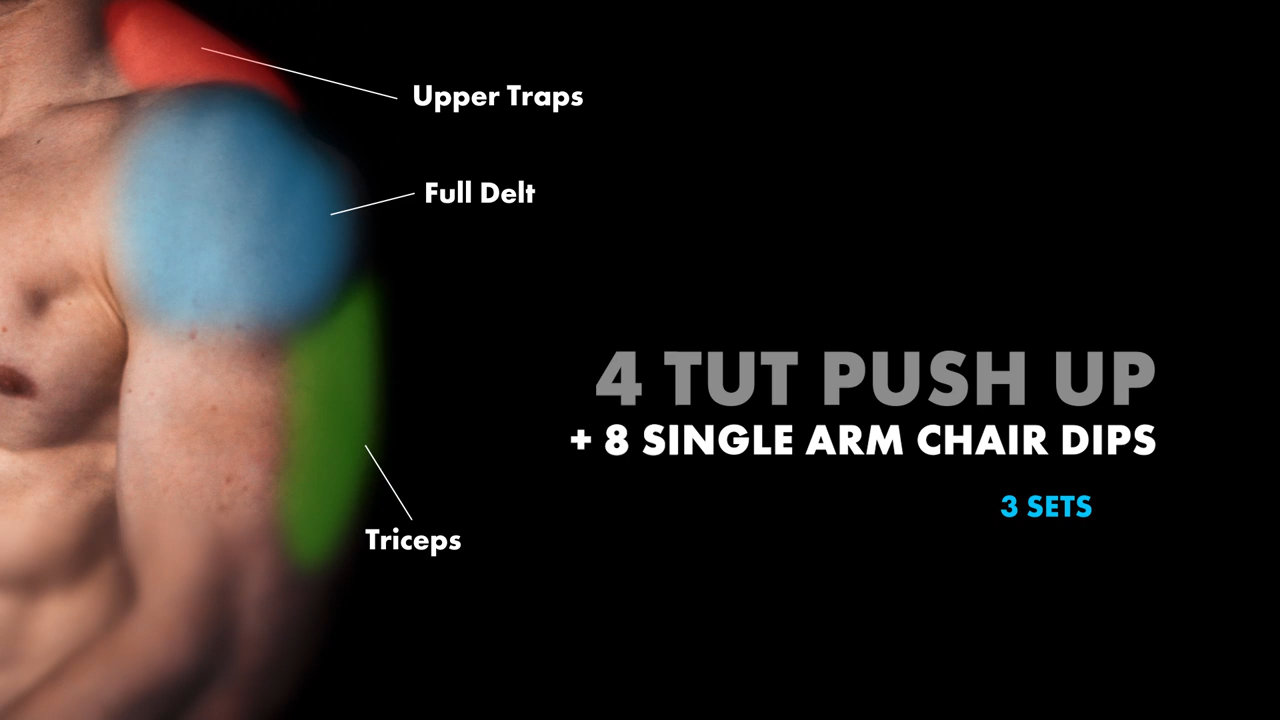 Upper Traps
Full Delt
4 TUT PUSH UP
+ 8 SINGLE ARM CHAIR DIPS
3 SETS
Triceps